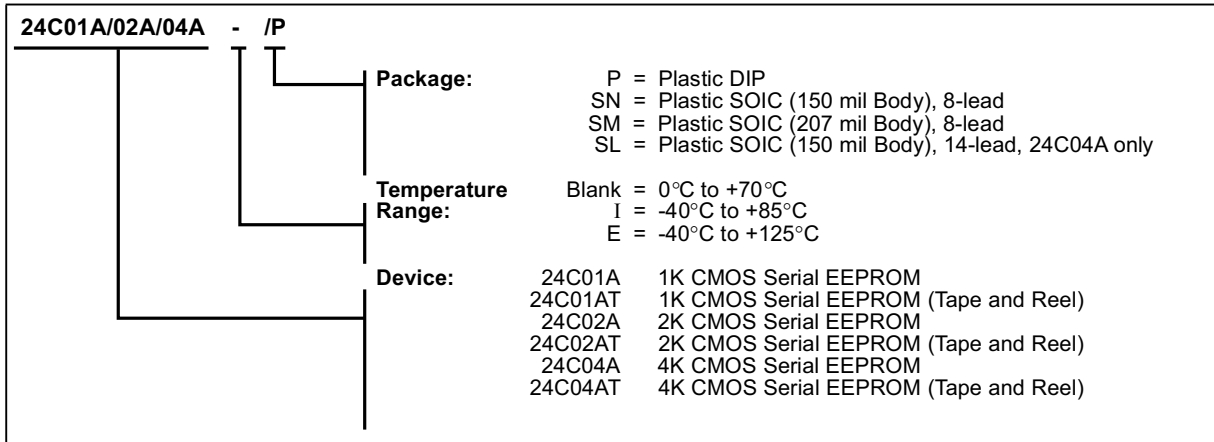 24C01A/02A/04A - /P
Package: P = Plastic DIP
SN = Plastic SOIC (150 mil Body), 8-lead
SM = Plastic SOIC (207 mil Body), 8-lead
SL = Plastic SOIC (150 mil Body), 14-lead, 24C04A only
Temperature Blank = 0°C to +70°C
Range: I = -40°C to +85°C
E = -40°C to +125°C
Device: 24C01A 1K CMOS Serial EEPROM
24C01AT 1K CMOS Serial EEPROM (Tape and Reel)
24C02A 2K CMOS Serial EEPROM
24C02AT 2K CMOS Serial EEPROM (Tape and Reel)
24C04A 4K CMOS Serial EEPROM
24C04AT 4K CMOS Serial EEPROM (Tape and Reel)